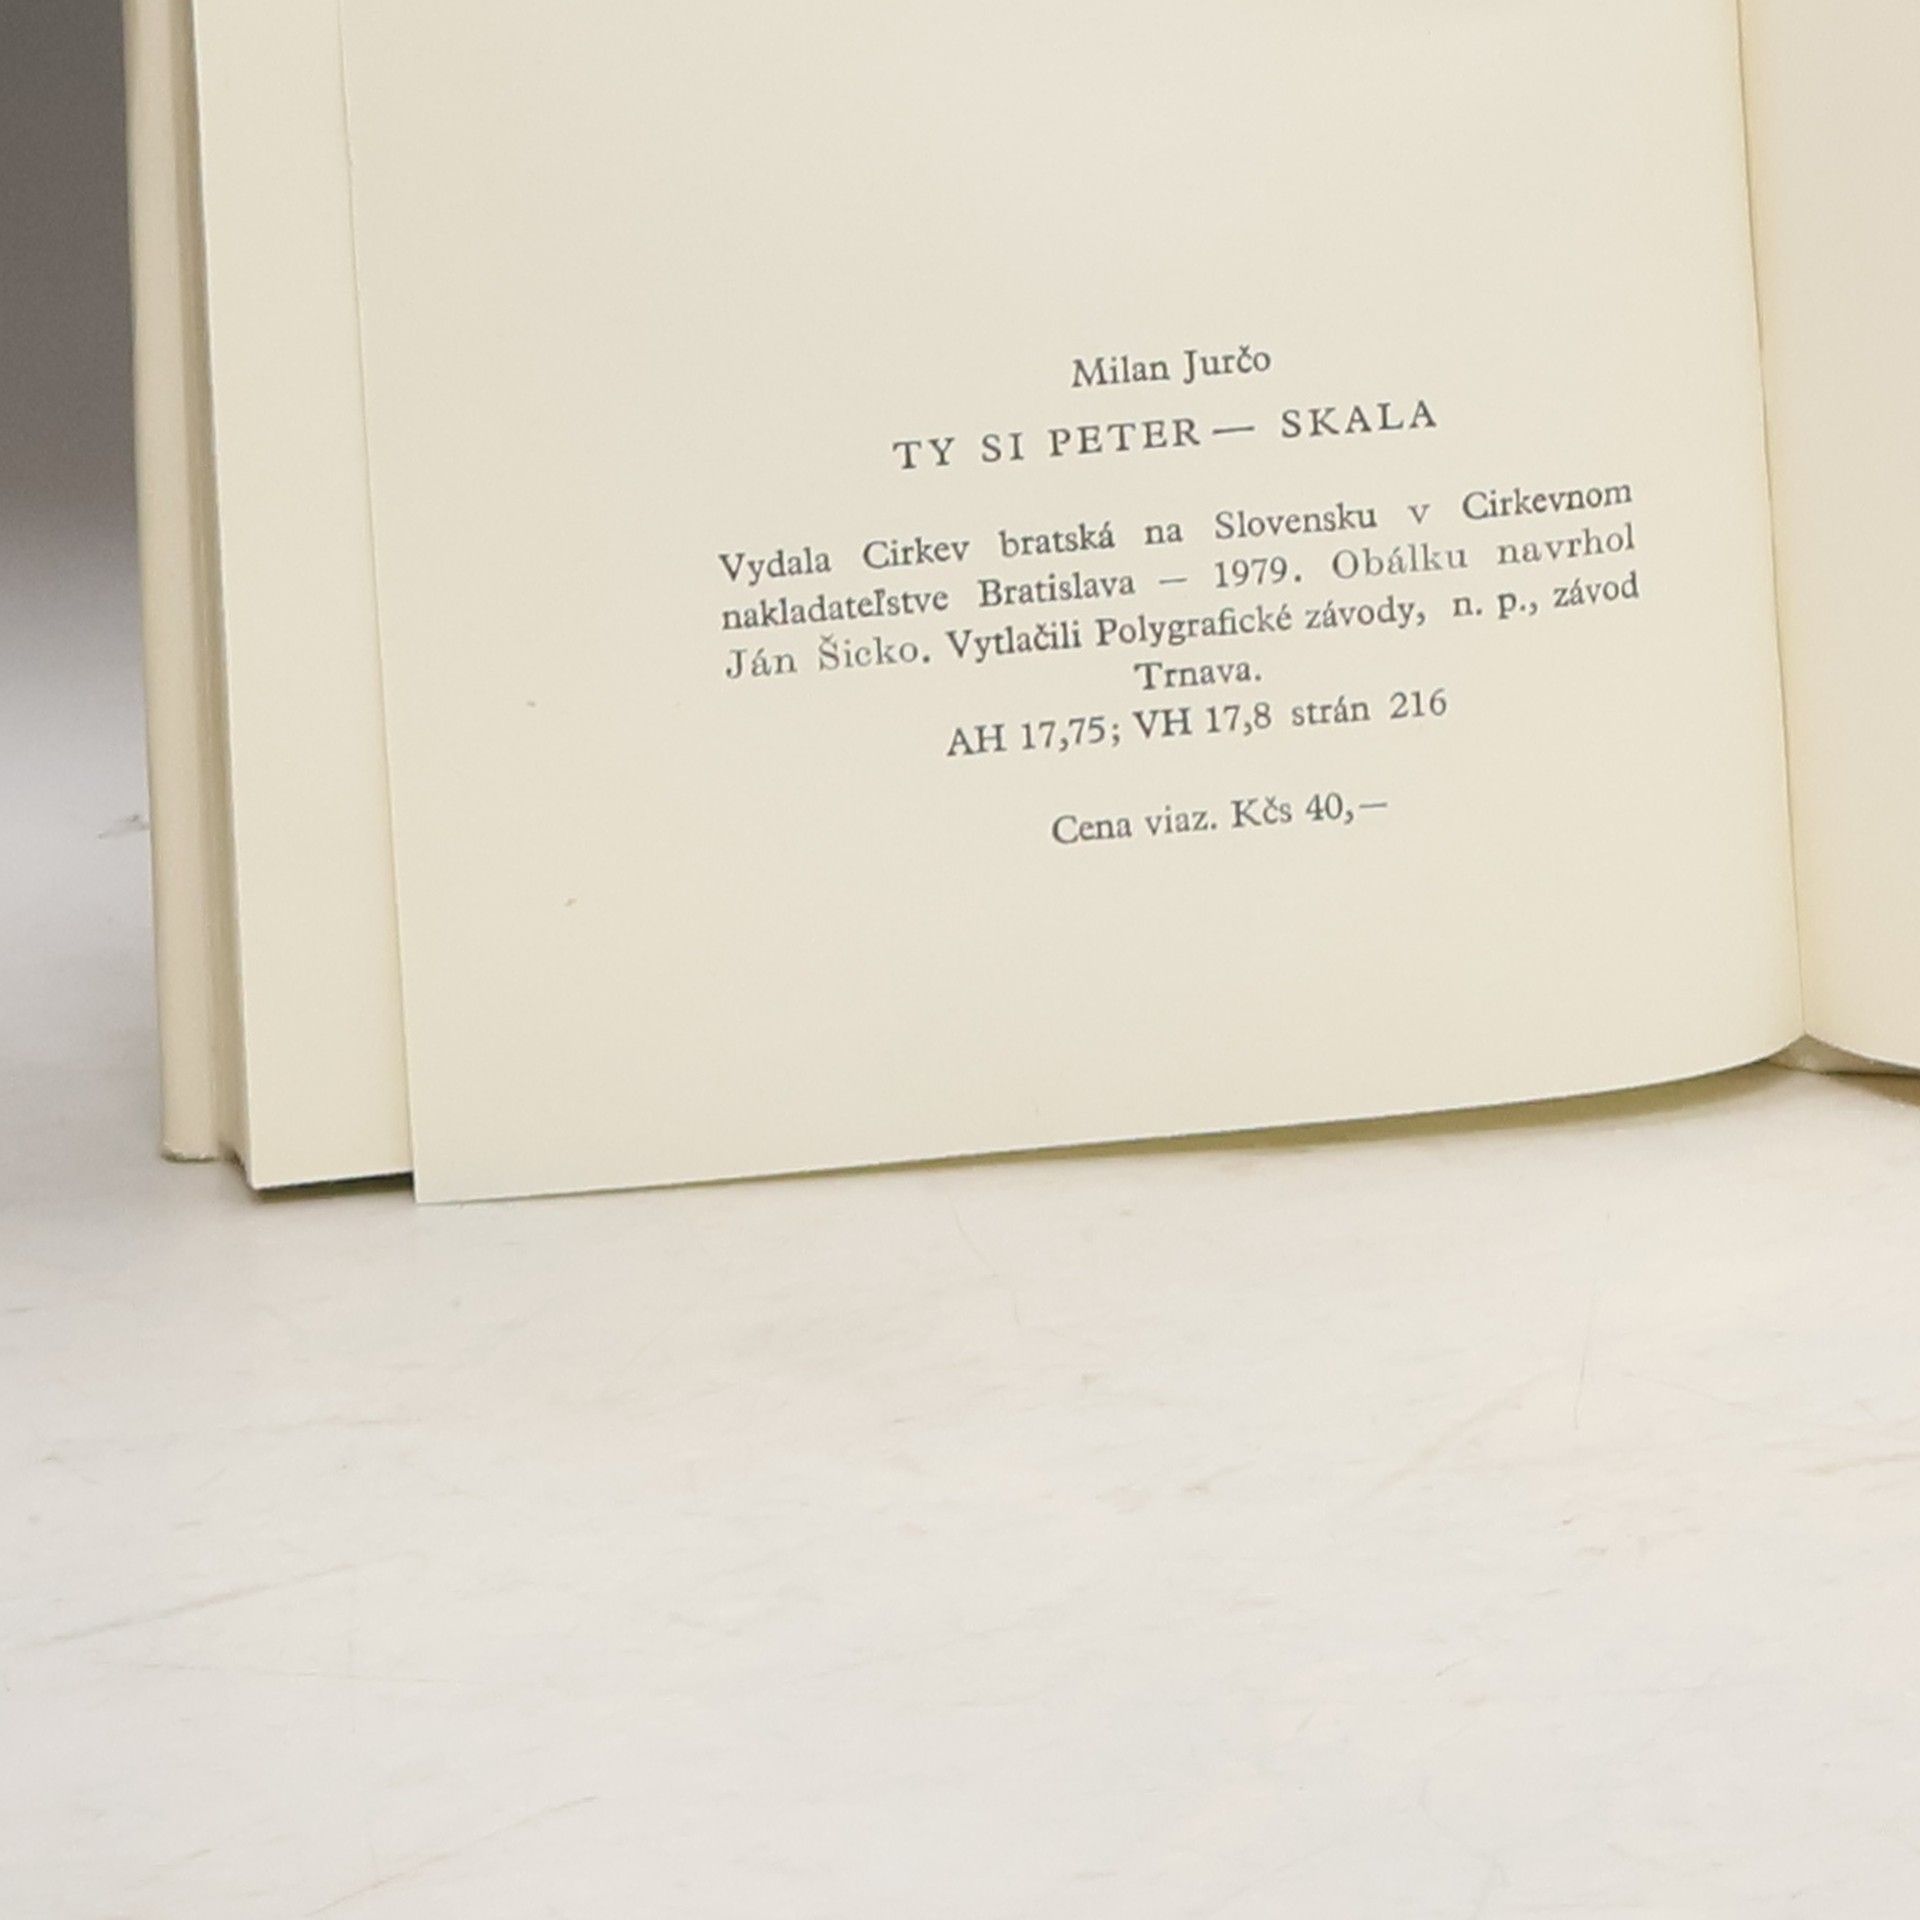 Milan Jurčo
TY SI PETER — SKALA
Vydala Cirkev bratská na Slovensku v Cirkevnom
nakladateľstve Bratislava — 1979. Obálku navrhol
Ján Šicko. Vytlačili Polygrafické závody, n. p., závod
Trnava.
AH 17,75; VH 17,8 strán 216
Cena viaz. Kčs 40,—